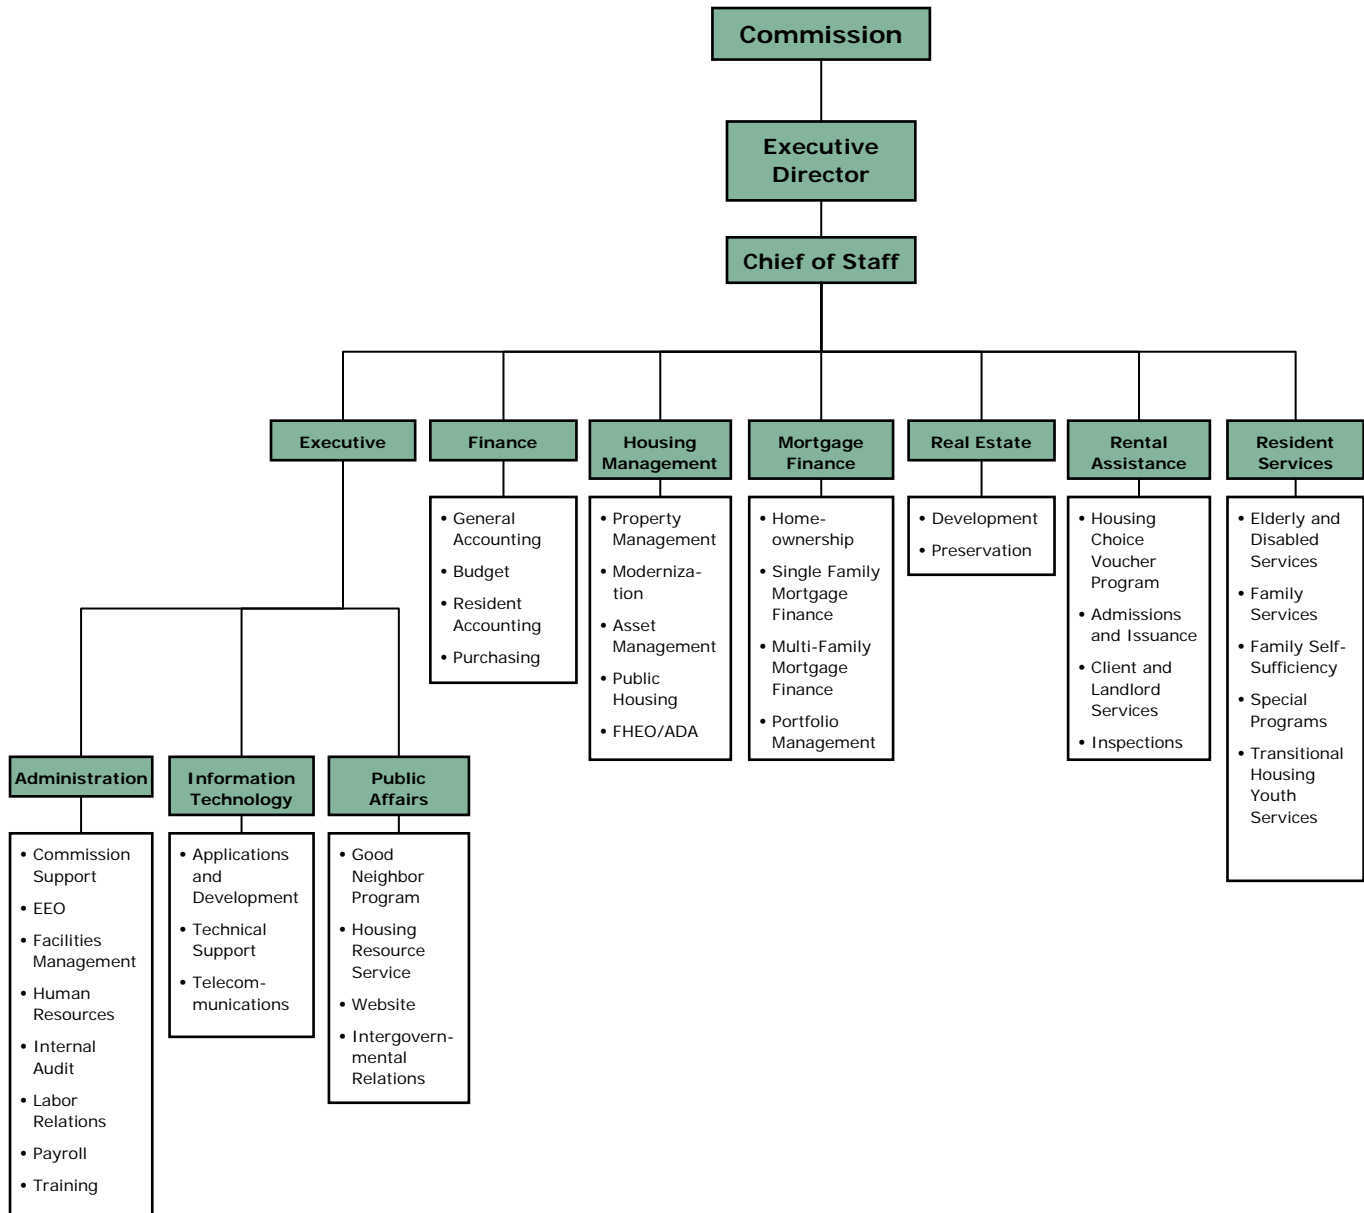 Commission
Executive
Director
Chief of Staff
Executive
Finance
Housing
Management
Mortgage
Finance
Real Estate
Rental
Assistance
Resident
Services
• General
Accounting
• Budget
• Resident
Accounting
• Purchasing
• Property
Management
• Moderniza-
tion
• Asset
Management
• Public
Housing
• FHEO/ADA
• Home-
ownership
• Single Family
Mortgage
Finance
• Multi-Family
Mortgage
Finance
• Portfolio
Management
• Development
• Preservation
• Housing
Choice
Voucher
Program
• Admissions
and Issuance
• Client and
Landlord
Services
• Inspections
• Elderly and
Disabled
Services
• Family
Services
• Family Self-
Sufficiency
• Special
Programs
• Transitional
Housing
Youth
Services
Administration
Information
Technology
Public
Affairs
• Commission
Support
• EEO
• Facilities
Management
• Human
Resources
• Internal
Audit
• Labor
Relations
• Payroll
• Training
• Applications
and
Development
• Technical
Support
• Telecom-
munications
• Good
Neighbor
Program
• Housing
Resource
Service
• Website
• Intergovern-
mental
Relations